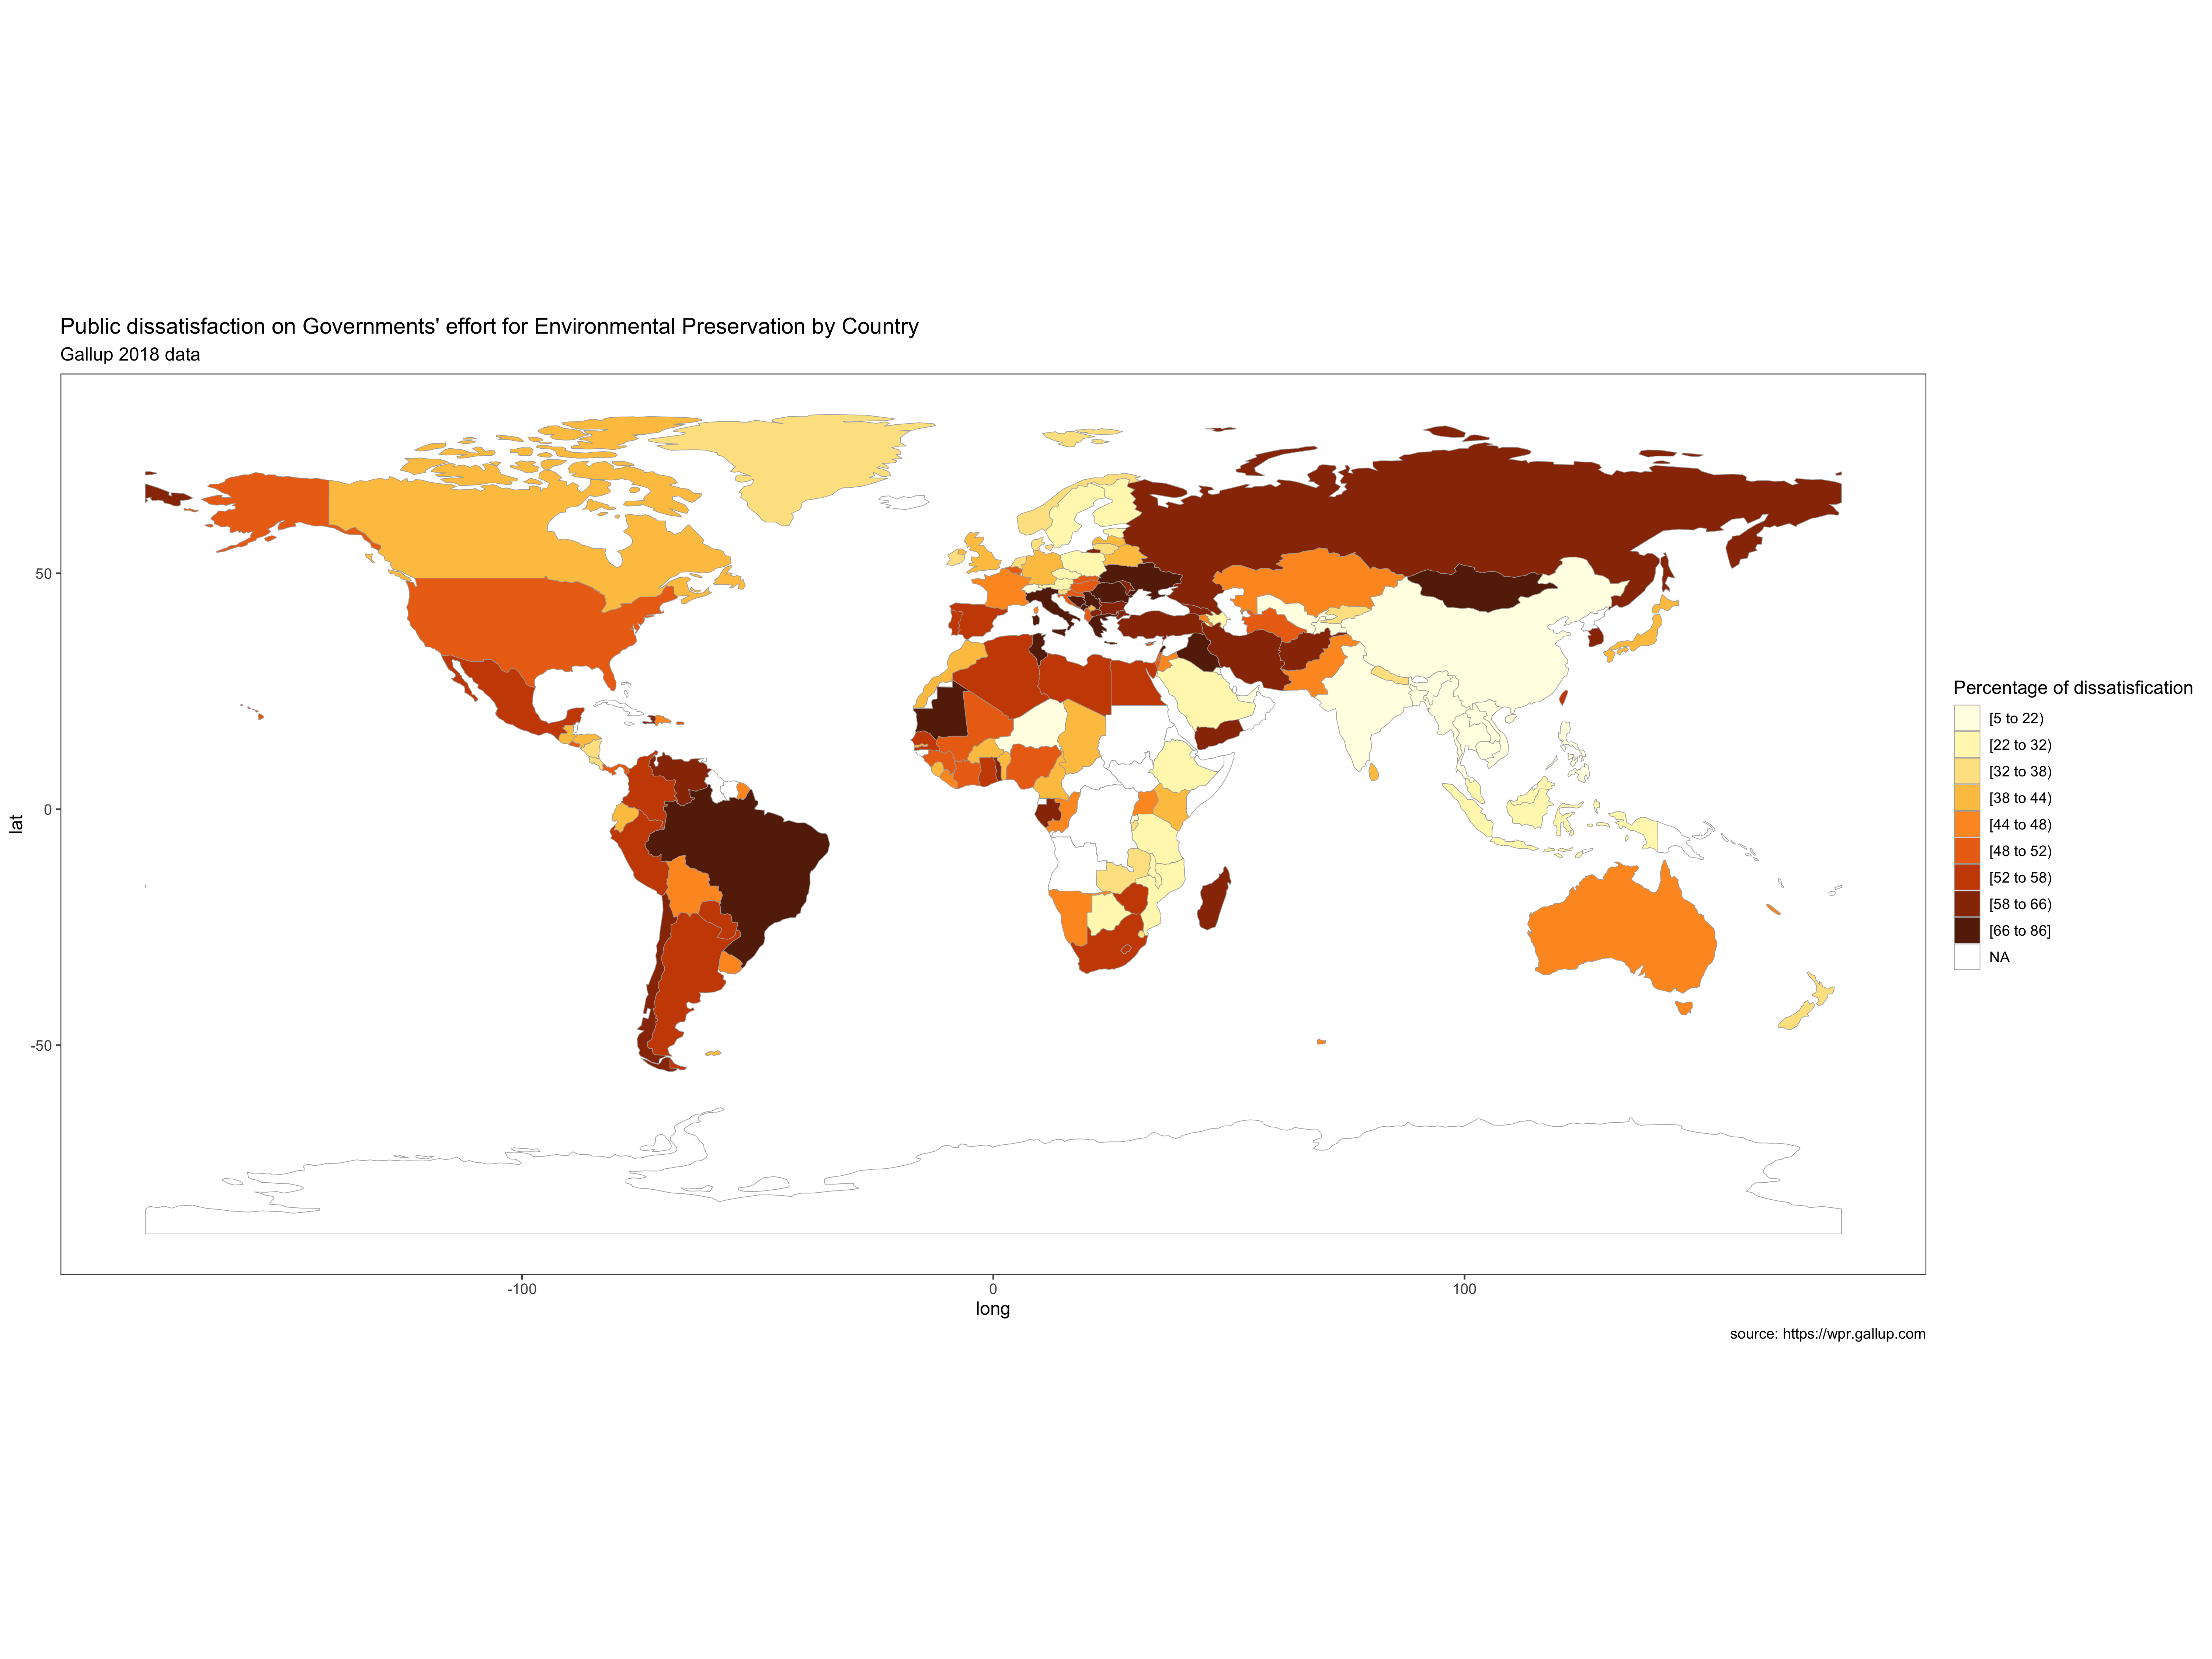 Public dissatisfaction on Governments' effort for Environmental Preservation by Country
Gallup 2018 data
lat
50
0
-50
-100
0
100
long
source: https://wpr.gallup.com
Percentage of dissatisfication
[5 to 22)
[22 to 32)
[32 to 38)
[38 to 44)
[44 to 48)
[48 to 52)
[52 to 58)
[58 to 66)
[66 to 86]
NA